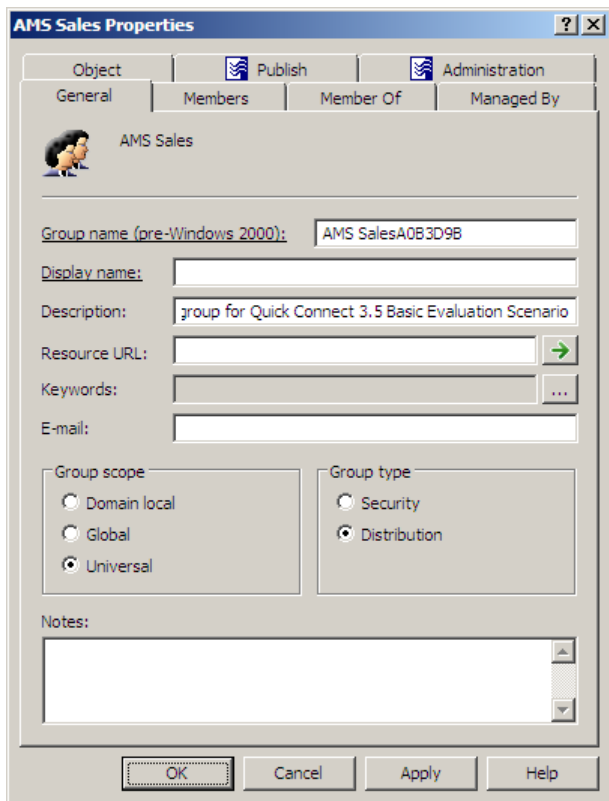 AMS Sales Properties
Object Publish Administration
General Members Member Of Managed By
AMS Sales
Group name (pre-Windows 2000): AMS SalesA0B3D9B
Display name:
Description: group for Quick Connect 3.5 Basic Evaluation Scenario
Resource URL:
Keywords: ...
E-mail:
Group scope Group type
Domain local Security
Global Distribution
Universal
Notes:
OK Cancel Apply Help